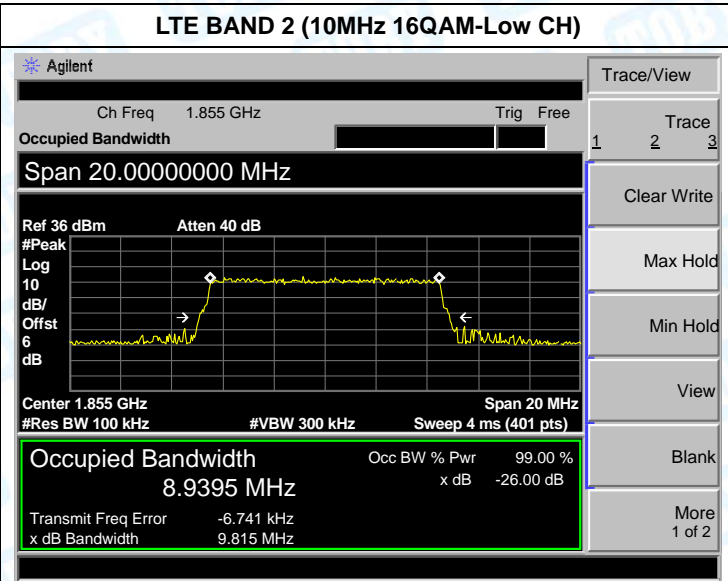 LTE BAND 2 (10MHz 16QAM-Low CH)
Agilent
Trace/View
Ch Freq 1.855 GHz Trig Free
Occupied Bandwidth
Trace
1 2 3
Span 20.00000000 MHz
Clear Write
Ref 36 dBm Atten 40 dB
#Peak
Log
10
dB/
Offst
6
dB
Max Hold
Min Hold
View
Center 1.855 GHz Span 20 MHz
#Res BW 100 kHz #VBW 300 kHz Sweep 4 ms (401 pts)
Occupied Bandwidth Occ BW % Pwr 99.00 %
8.9395 MHz x dB -26.00 dB
Blank
Transmit Freq Error -6.741 kHz
x dB Bandwidth 9.815 MHz
More
1 of 2